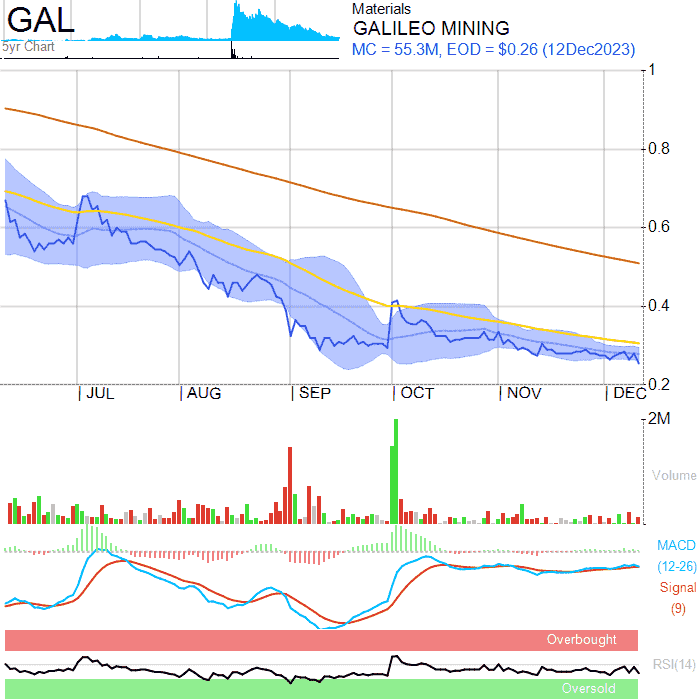 GAL
5yr Chart
Materials
GALILEO MINING
MC = 55.3M, EOD = $0.26 (12Dec2023)
1
0.8
0.6
0.4
0.2
JUL AUG SEP OCT NOV DEC
2M
Volume
MACD
(12-26)
Signal
(9)
Overbought
RSI(14)
Oversold